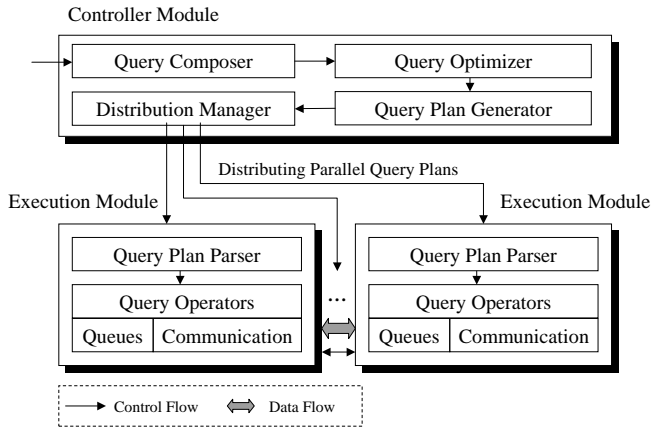 Controller Module
Query Composer
Query Optimizer
Distribution Manager
Query Plan Generator
Distributing Parallel Query Plans
Execution Module
Execution Module
Query Plan Parser
Query Operators
Queues
Communication
...
Query Plan Parser
Query Operators
Queues
Communication
Control Flow
Data Flow